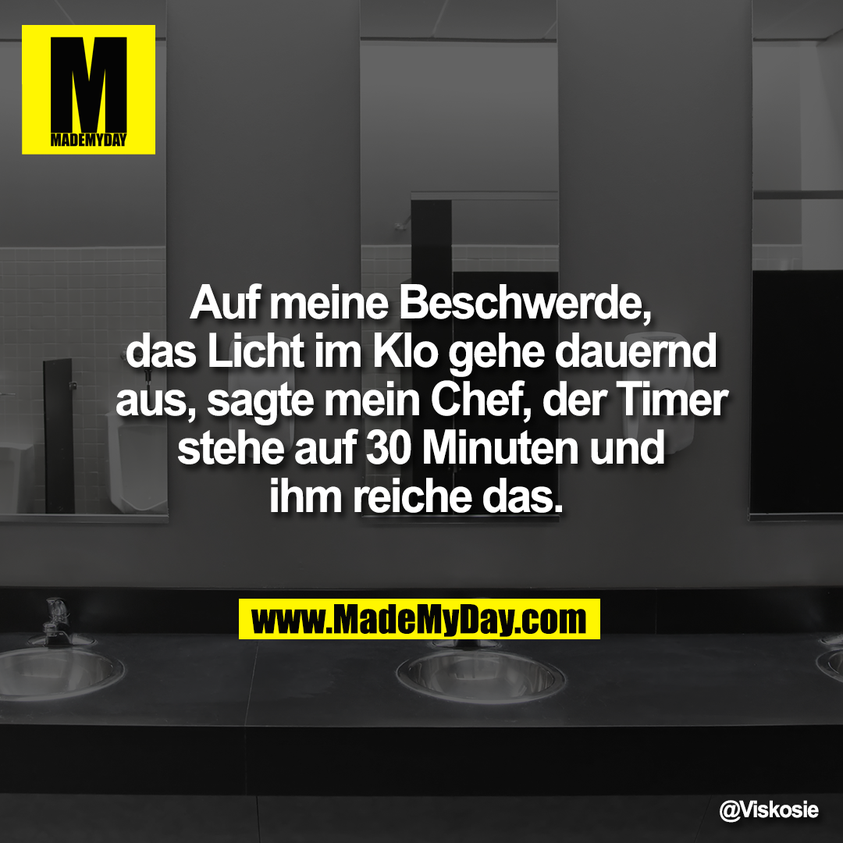 M
MADEMYDAY
Auf meine Beschwerde,
das Licht im Klo gehe dauernd
aus, sagte mein Chef, der Timer
stehe auf 30 Minuten und
ihm reiche das.
www.MadeMyDay.com
@Viskosie